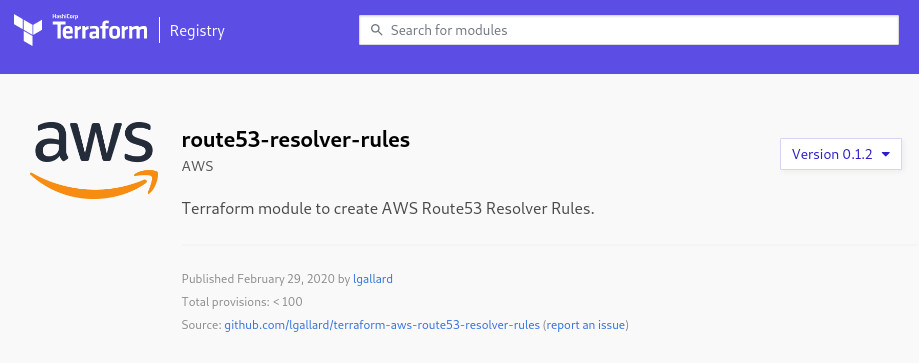 HashiCorp
Terraform
Registry
Search for modules
aws
route53-resolver-rules
AWS
Version 0.1.2
Terraform module to create AWS Route53 Resolver Rules.
Published February 29, 2020 by lgallard
Total provisions: < 100
Source: github.com/lgallard/terraform-aws-route53-resolver-rules (report an issue)